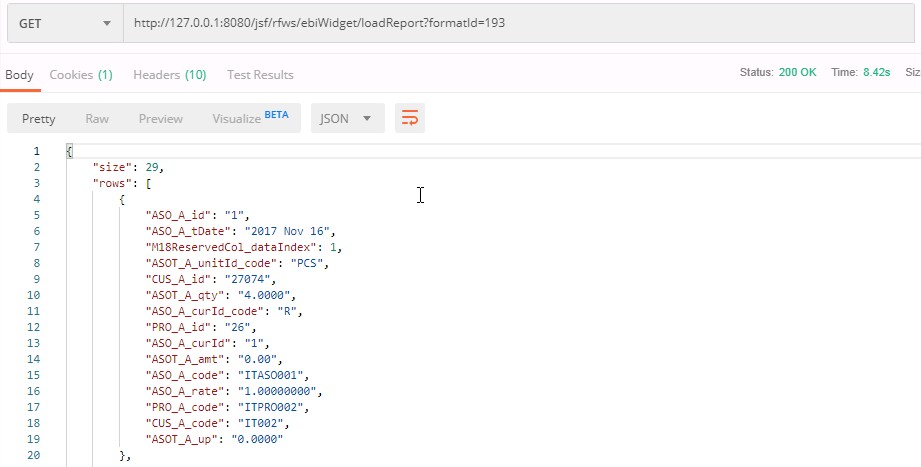 GET http://127.0.0.1:8080/jsf/rfws/ebiWidget/loadReport?formatId=193
Body Cookies (1) Headers (10) Test Results Status: 200 OK Time: 8.42s Siz
Pretty Raw Preview Visualize BETA JSON
1 {
2 "size": 29,
3 "rows": [
4 {
5 "ASO_A_id": "1",
6 "ASO_A_tDate": "2017 Nov 16",
7 "M18ReservedCol_dataIndex": 1,
8 "ASOT_A_unitId_code": "PCS",
9 "CUS_A_id": "27074",
10 "ASOT_A_qty": "4.0000",
11 "ASO_A_curId_code": "R",
12 "PRO_A_id": "26",
13 "ASO_A_curId": "1",
14 "ASOT_A_amt": "0.00",
15 "ASO_A_code": "ITASO001",
16 "ASO_A_rate": "1.00000000",
17 "PRO_A_code": "ITPRO002",
18 "CUS_A_code": "IT002",
19 "ASOT_A_up": "0.0000"
20 },